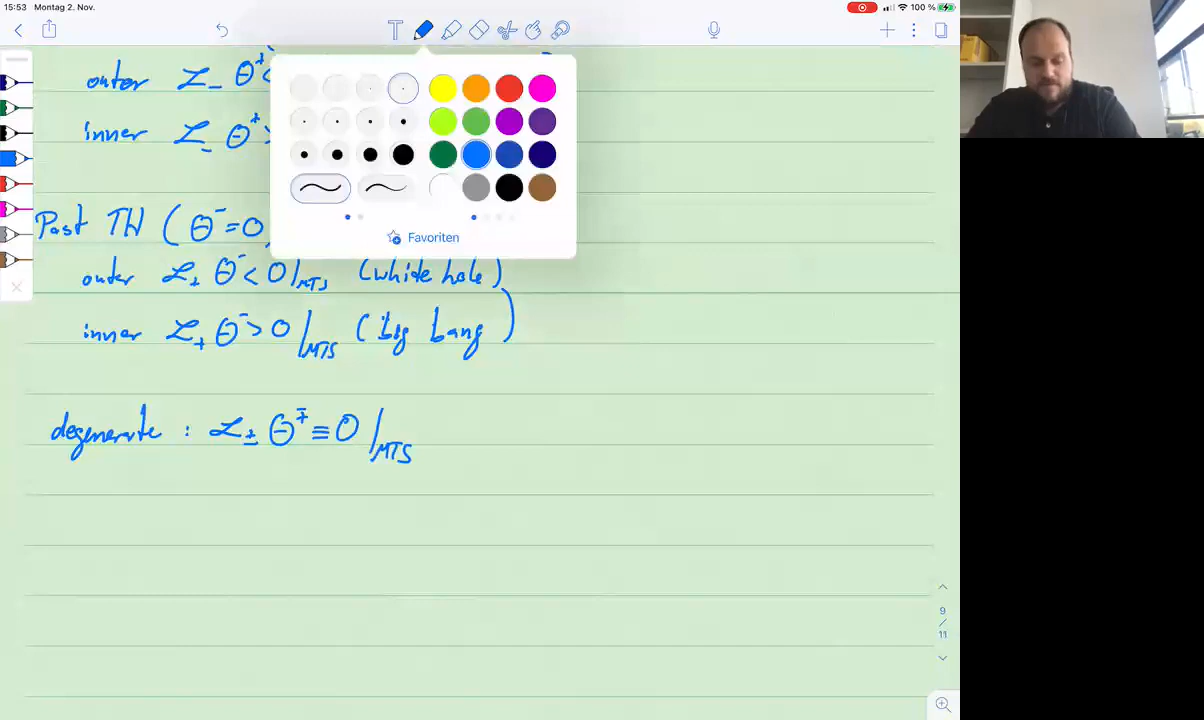 15:53 Montag 2. Nov. 100 %
T
outer ℒ₋ Θ⁺<
inner ℒ₋ Θ⁺>
Past TH (Θ⁻=0
outer ℒ₊ Θ⁻<0|MTS (white hole)
inner ℒ₊ Θ⁻>0|MTS (big bang)
degenerate : ℒ± Θ∓ ≡ 0|MTS
Favoriten
9
/
11